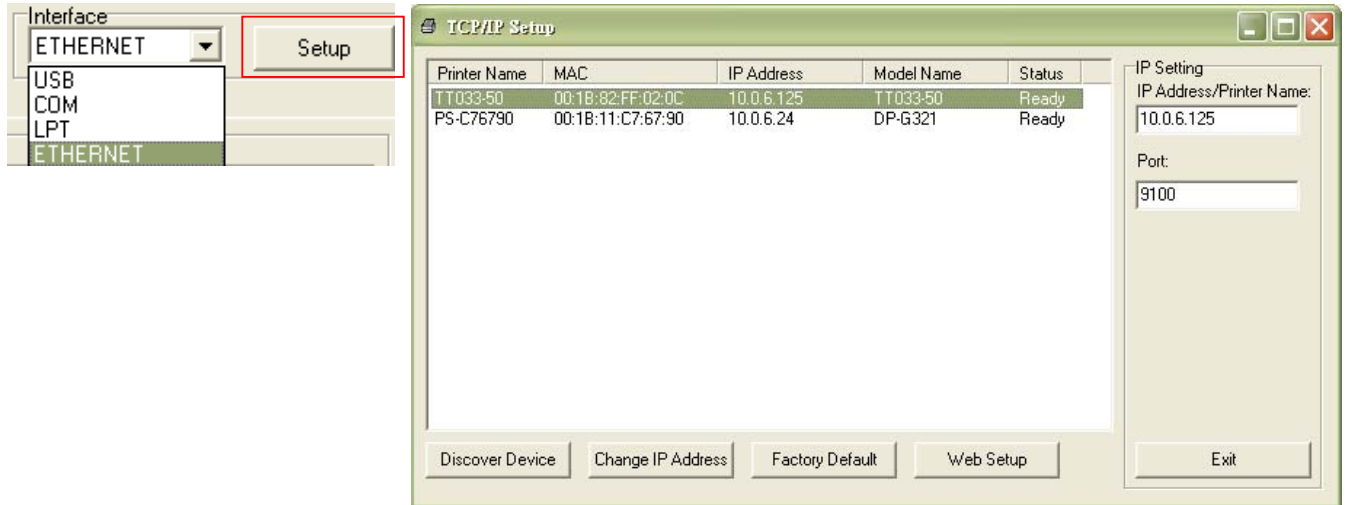 Interface
ETHERNET
Setup
USB
COM
LPT
ETHERNET
TCP/IP Setup
Printer Name MAC IP Address Model Name Status
TT033-50 00:1B:82:FF:02:0C 10.0.6.125 TT033-50 Ready
PS-C76790 00:1B:11:C7:67:90 10.0.6.24 DP-G321 Ready
IP Setting
IP Address/Printer Name:
10.0.6.125
Port:
9100
Discover Device Change IP Address Factory Default Web Setup Exit